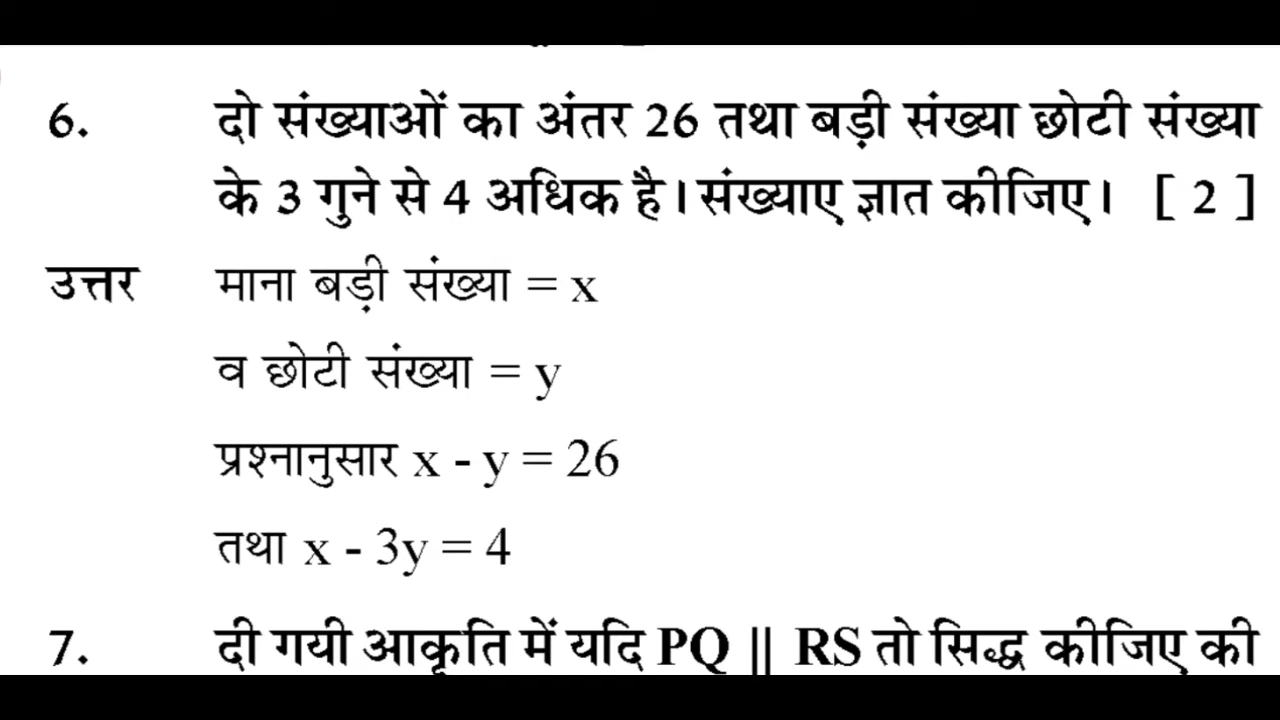 6. दो संख्याओं का अंतर 26 तथा बड़ी संख्या छोटी संख्या
के 3 गुने से 4 अधिक है। संख्याए ज्ञात कीजिए। [ 2 ]
उत्तर माना बड़ी संख्या = x
व छोटी संख्या = y
प्रश्नानुसार x - y = 26
तथा x - 3y = 4
7. दी गयी आकृति में यदि PQ || RS तो सिद्ध कीजिए की